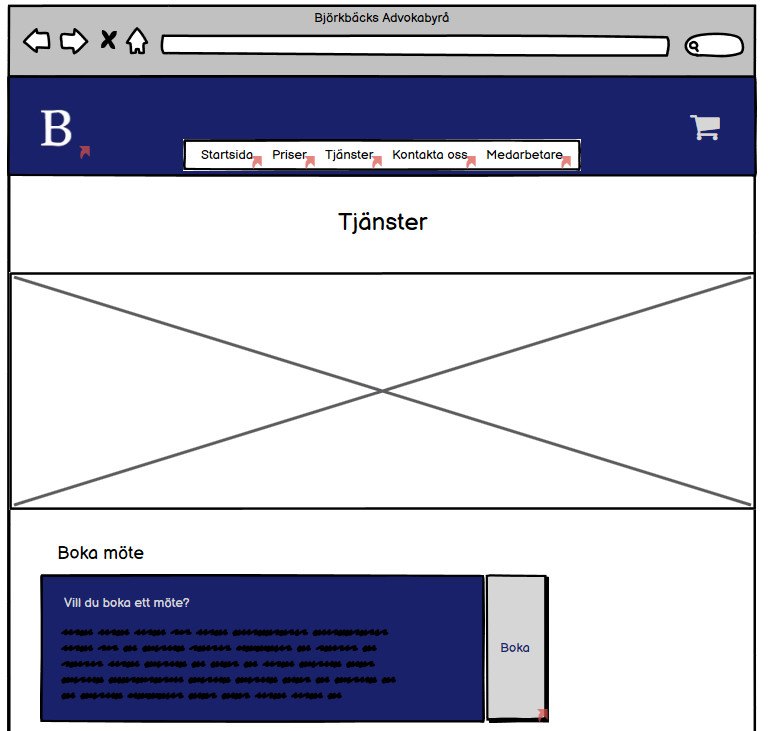 Björkbäcks Advokabyrå
B
Startsida Priser Tjänster Kontakta oss Medarbetare
Tjänster
Boka möte
Vill du boka ett möte?
Boka